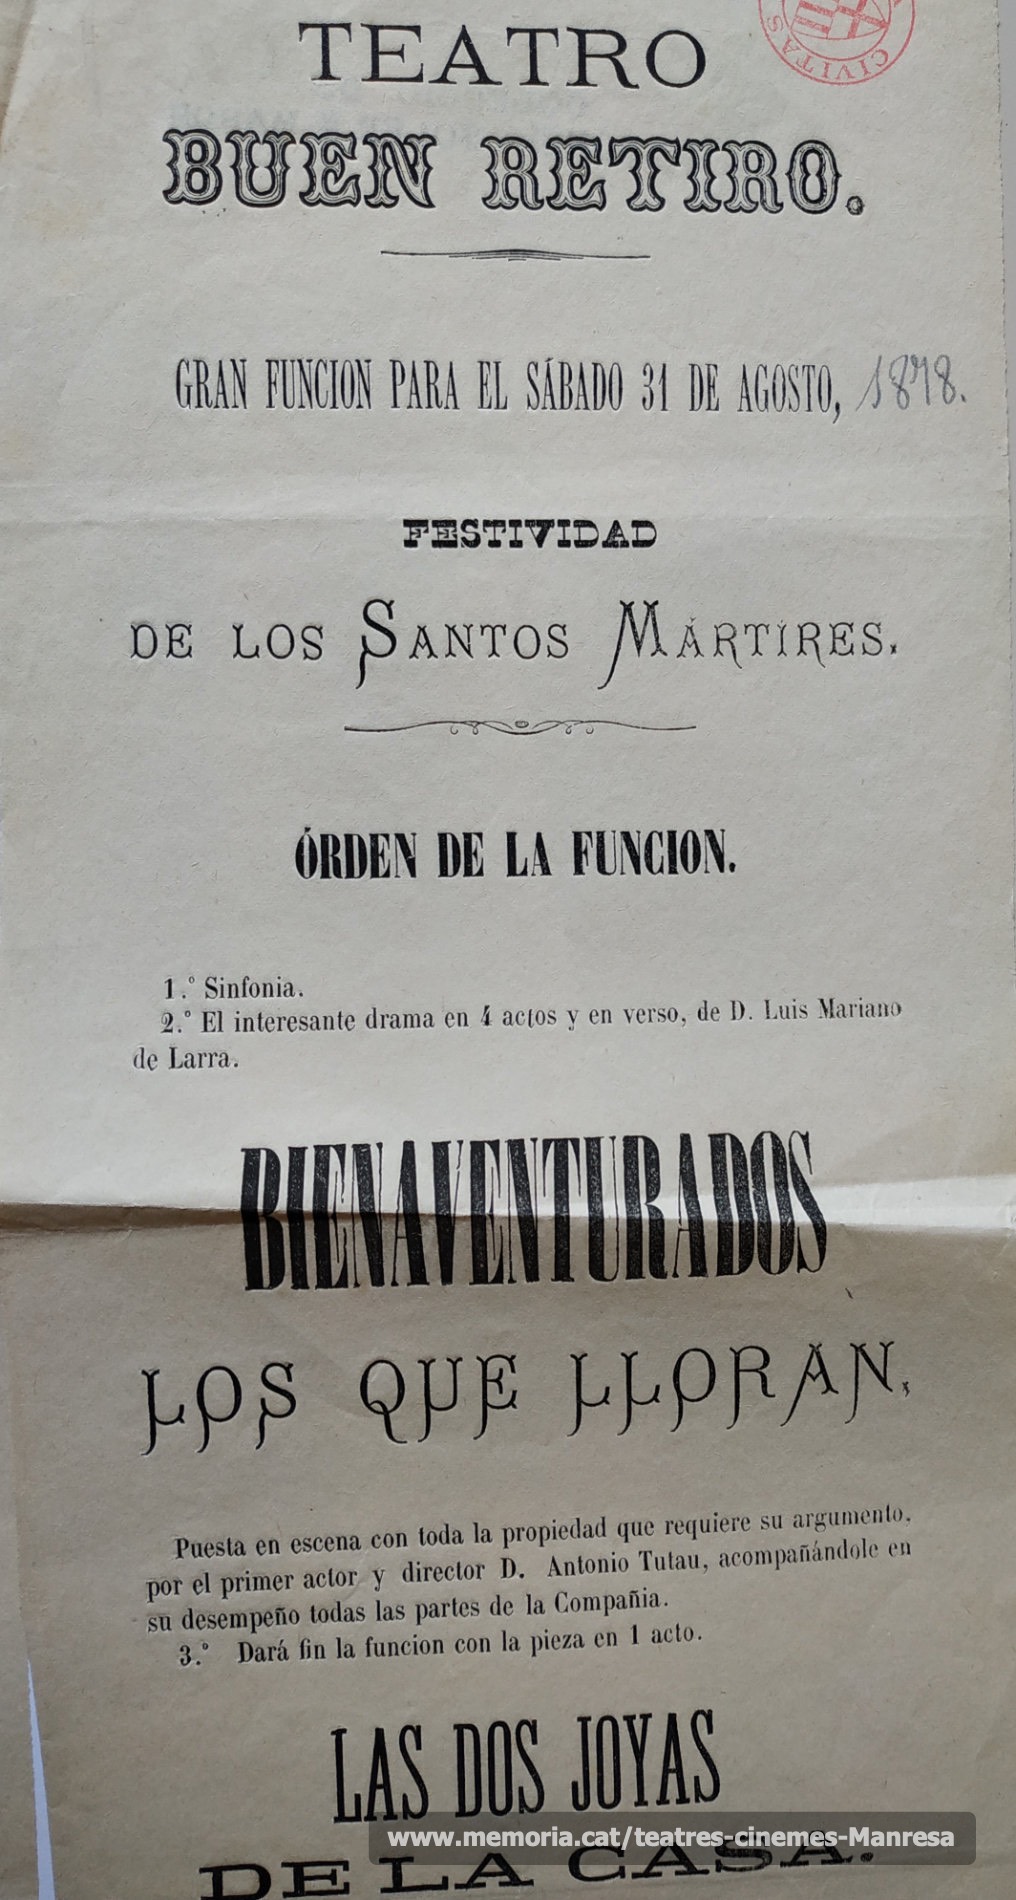 CIVITAS
TEATRO
BUEN RETIRO.
GRAN FUNCION PARA EL SÁBADO 31 DE AGOSTO, 1878.
FESTIVIDAD
DE LOS SANTOS MÁRTIRES.
ÓRDEN DE LA FUNCION.
1.° Sinfonia.
2.° El interesante drama en 4 actos y en verso, de D. Luis Mariano
de Larra.
BIENAVENTURADOS
LOS QUE LLORAN,
Puesta en escena con toda la propiedad que requiere su argumento,
por el primer actor y director D. Antonio Tutau, acompañándole en
su desempeño todas las partes de la Compañia.
3.° Dará fin la funcion con la pieza en 1 acto.
LAS DOS JOYAS
www.memoria.cat/teatres-cinemes-Manresa
DE LA CASA.